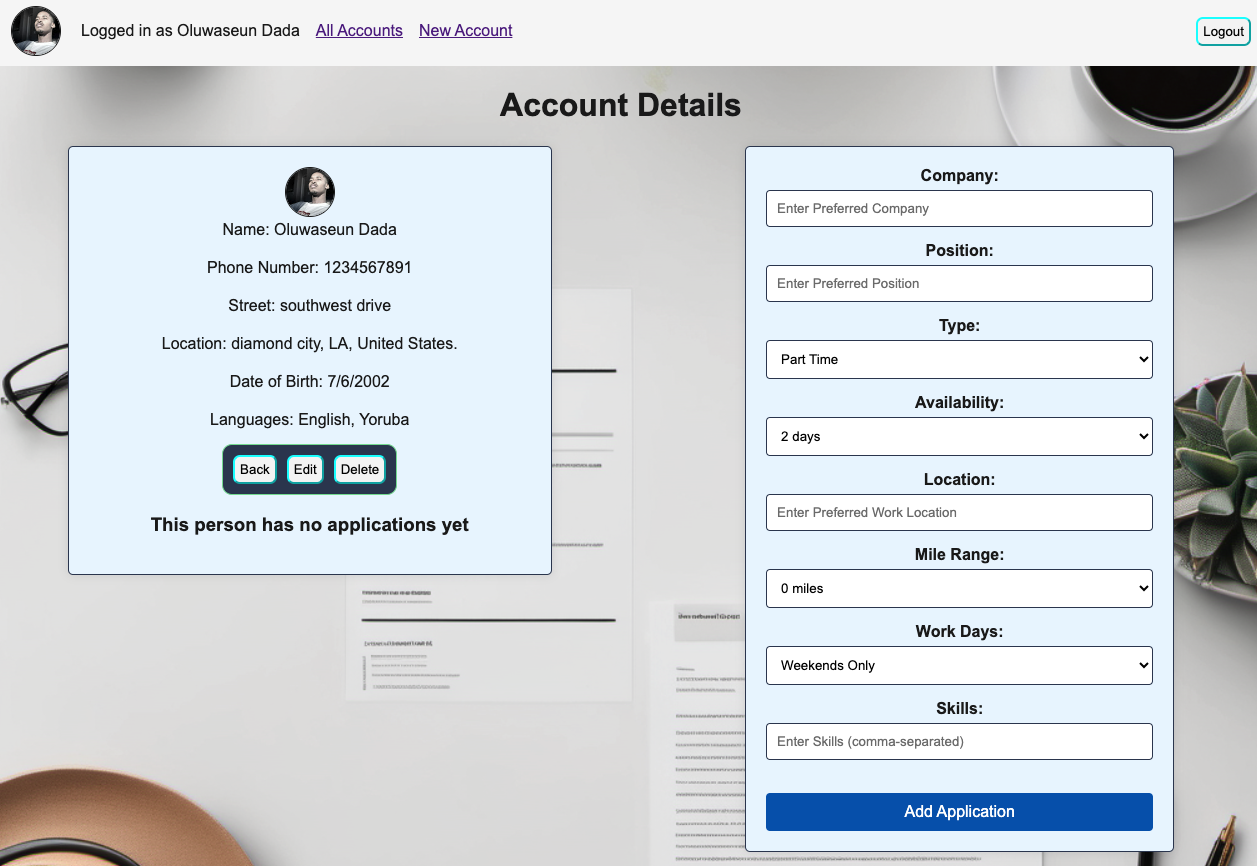 Logged in as Oluwaseun Dada All Accounts New Account Logout
Account Details
Name: Oluwaseun Dada
Phone Number: 1234567891
Street: southwest drive
Location: diamond city, LA, United States.
Date of Birth: 7/6/2002
Languages: English, Yoruba
Back Edit Delete
This person has no applications yet
Company:
Enter Preferred Company
Position:
Enter Preferred Position
Type:
Part Time
Availability:
2 days
Location:
Enter Preferred Work Location
Mile Range:
0 miles
Work Days:
Weekends Only
Skills:
Enter Skills (comma-separated)
Add Application